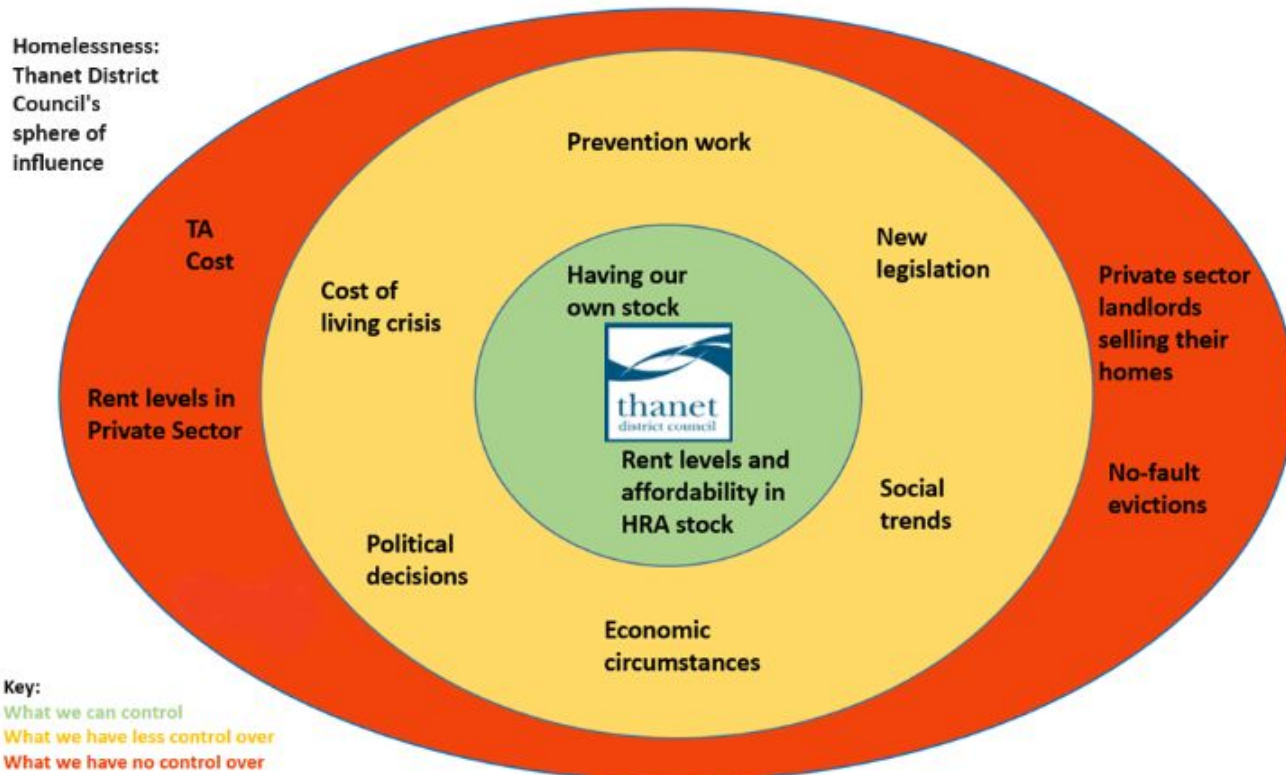 Homelessness:
Thanet District
Council's
sphere of
influence
Prevention work
TA
Cost
New
legislation
Having our
own stock
Cost of
living crisis
Private sector
landlords
selling their
homes
thanet
district council
Rent levels in
Private Sector
Rent levels and
affordability in
HRA stock
Social
trends
No-fault
evictions
Political
decisions
Economic
circumstances
Key:
What we can control
What we have less control over
What we have no control over